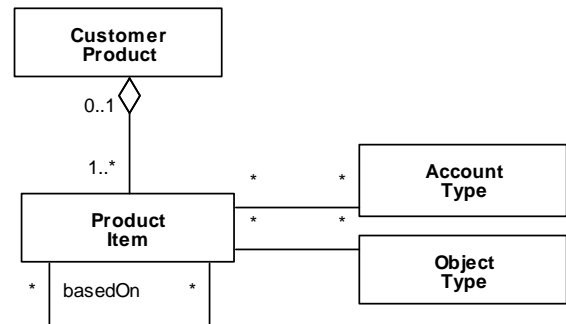 Customer
Product
0..1
1..*
* *
Account
Type
Product
Item
* *
Object
Type
* basedOn *